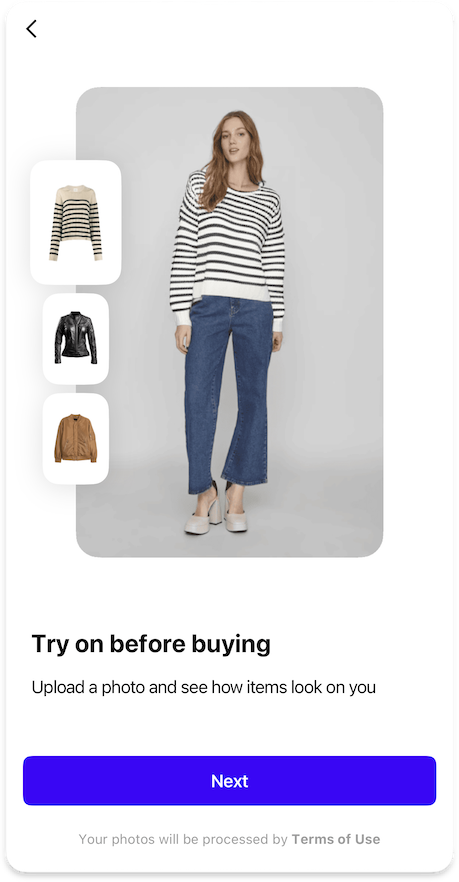 Try on before buying
Upload a photo and see how items look on you
Next
Your photos will be processed by Terms of Use